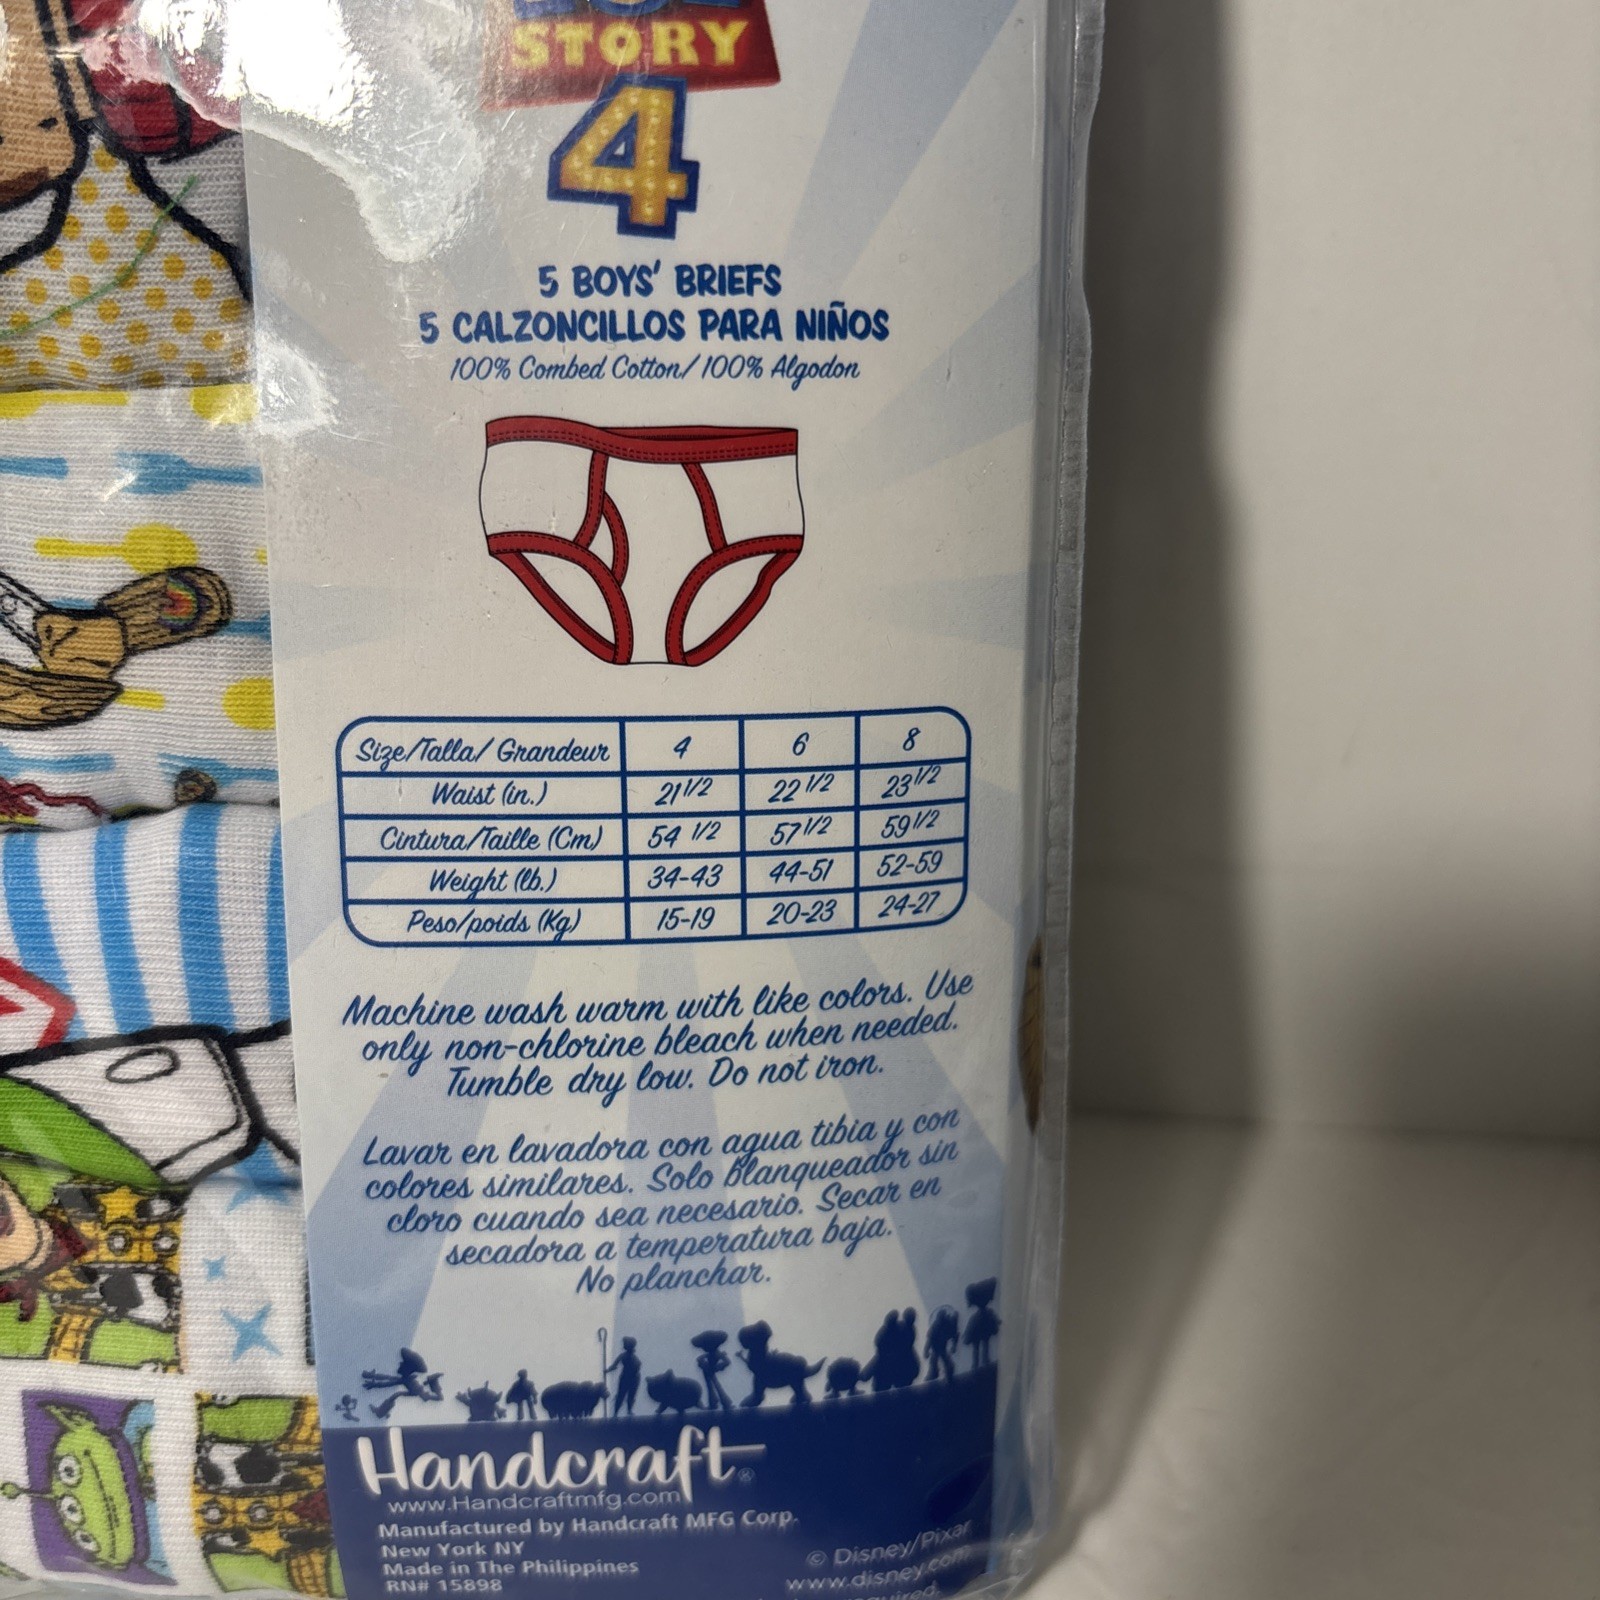 STORY
4
5 BOYS' BRIEFS
5 CALZONCILLOS PARA NIÑOS
100% Combed Cotton/ 100% Algodon
Size/Talla/ Grandeur 4 6 8
Waist (in.) 21 1/2 22 1/2 23 1/2
Cintura/Taille (Cm) 54 1/2 57 1/2 59 1/2
Weight (lb.) 34-43 44-51 52-59
Peso/poids (Kg) 15-19 20-23 24-27
Machine wash warm with like colors. Use
only non-chlorine bleach when needed.
Tumble dry low. Do not iron.
Lavar en lavadora con agua tibia y con
colores similares. Solo blanqueador sin
cloro cuando sea necesario. Secar en
secadora a temperatura baja.
No planchar.
Handcraft®
www.Handcraftmfg.com
Manufactured by Handcraft MFG Corp.
New York NY
Made in The Philippines
RN# 15898
© Disney/Pixar
www.disney.com